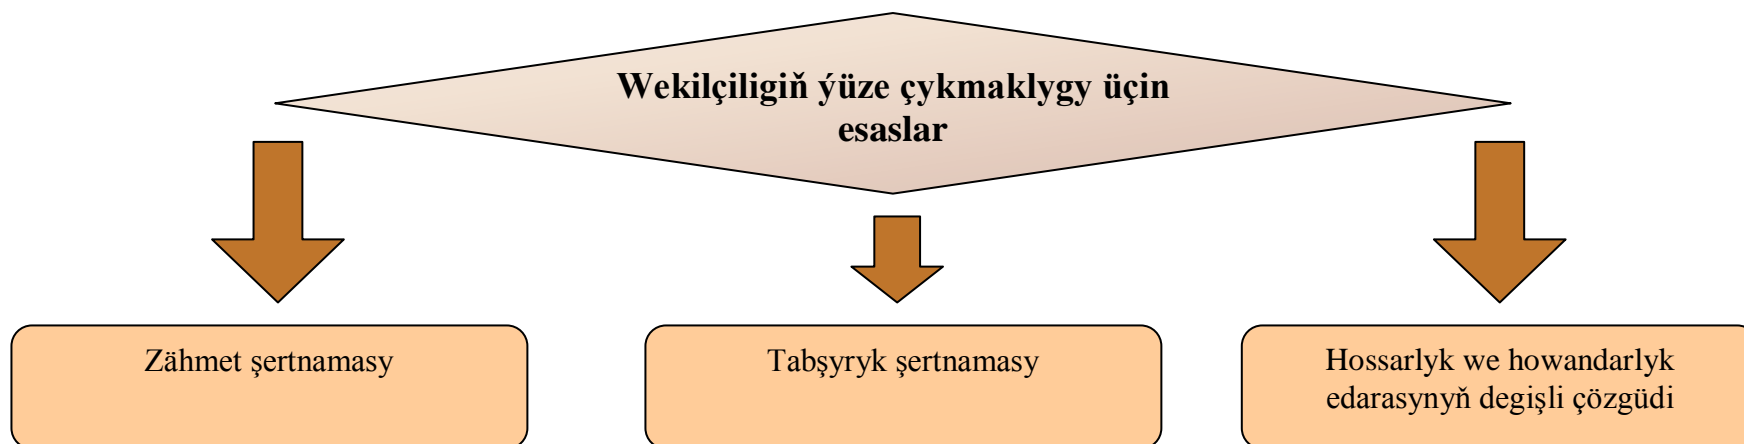 Wekilçiligiň ýüze çykmaklygy üçin
esaslar
Zähmet şertnamasy
Tabşyryk şertnamasy
Hossarlyk we howandarlyk
edarasynyň degişli çözgüdi